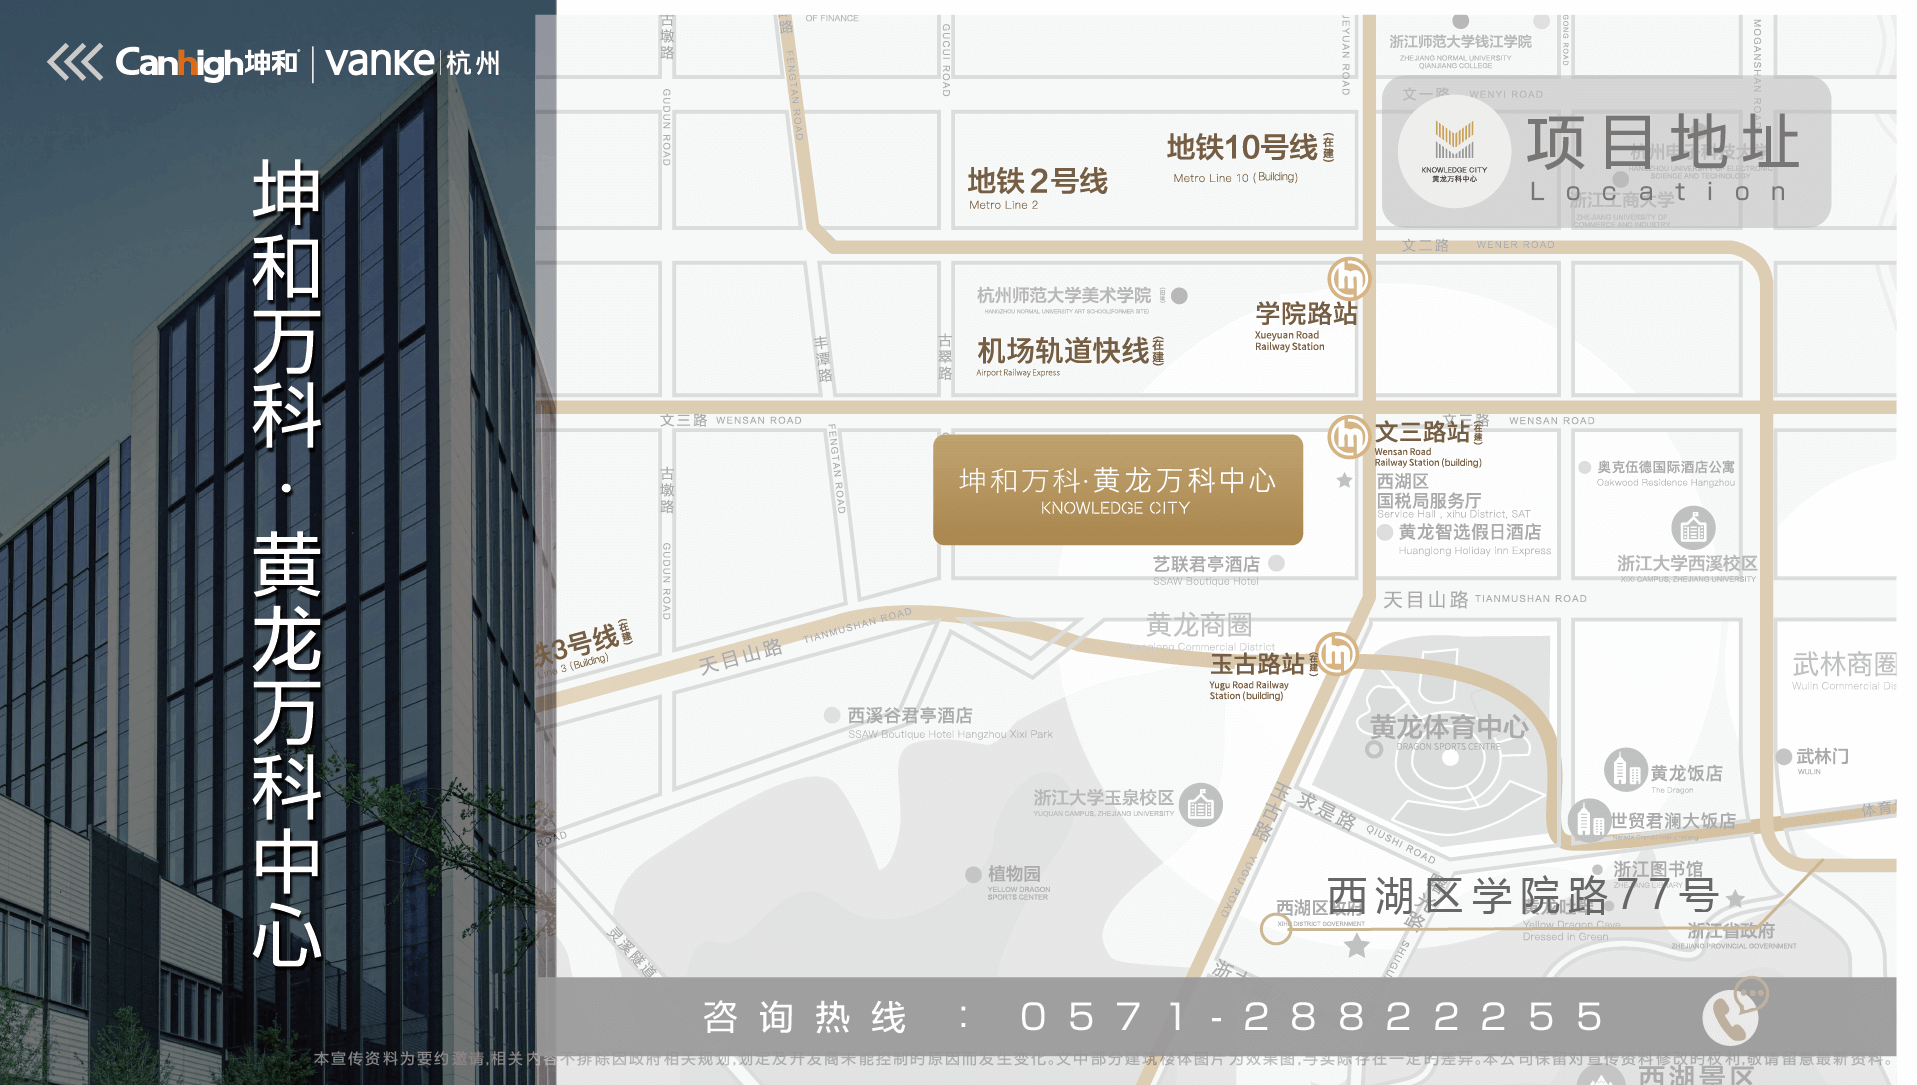 Canhigh坤和 | vanke | 杭州
坤和万科·黄龙万科中心
OF FINANCE
古墩路
GUDUN ROAD
FENGTAN ROAD
GUCUI ROAD
浙江师范大学钱江学院
ZHEJIANG NORMAL UNIVERSITY
QIANJIANG COLLEGE
MOGANSHAN ROAD
文一路 WENYI ROAD
KNOWLEDGE CITY
黄龙万科中心
项目地址
Location
杭州电子科技大学
HANGZHOU UNIVERSITY OF ELECTRONIC
SCIENCE AND TECHNOLOGY
浙江工商大学
ZHEJIANG UNIVERSITY OF
COMMERCE AND INDUSTRY
地铁10号线(在建)
Metro Line 10 (Building)
地铁2号线
Metro Line 2
文二路 WENER ROAD
杭州师范大学美术学院
HANGZHOU NORMAL UNIVERSITY ART SCHOOL(FORMER SITE)
学院路站
Xueyuan Road
Railway Station
机场轨道快线(在建)
Airport Railway Express
丰潭路
古翠路
文三路 WENSAN ROAD
文三路 WENSAN ROAD
FENGTAN ROAD
文三路站(在建)
Wensan Road
Railway Station (building)
坤和万科·黄龙万科中心
KNOWLEDGE CITY
西湖区
国税局服务厅
Service Hall , xihu District, SAT
奥克伍德国际酒店公寓
Oakwood Residence Hangzhou
古墩路
GUDUN ROAD
黄龙智选假日酒店
Huanglong Holiday Inn Express
浙江大学西溪校区
XIXI CAMPUS, ZHEJIANG UNIVERSITY
艺联君亭酒店
SSAW Boutique Hotel
天目山路 TIANMUSHAN ROAD
黄龙商圈
Commercial District
3号线(在建)
Line 3 (Building)
天目山路 TIANMUSHAN ROAD
玉古路站(在建)
Yugu Road Railway
Station (building)
武林商圈
Wulin Commercial Dis
西溪谷君亭酒店
SSAW Boutique Hotel Hangzhou Xixi Park
黄龙体育中心
DRAGON SPORTS CENTRE
武林门
WULIN
黄龙饭店
The Dragon
浙江大学玉泉校区
YUQUAN CAMPUS, ZHEJIANG UNIVERSITY
世贸君澜大饭店
体育
玉古路
YUGU ROAD
求是路 QIUSHI ROAD
ROAD
植物园
YELLOW DRAGON
SPORTS CENTER
浙江图书馆
ZHEJIANG LIBRARY
西湖区学院路77号
西湖区政府
XIHU DISTRICT GOVERNMENT
Yellow Dragon Cave
Dressed in Green
浙江省政府
ZHEJIANG PROVINCIAL GOVERNMENT
灵溪隧道
SHUGU
咨询热线:0571-28822255
本宣传资料为要约邀请,相关内容不排除因政府相关规划,规定及开发商未能控制的原因而发生变化。文中部分建筑液体图片为效果图,与实际存在一定的差异。本公司保留对宣传资料修改的权利,敬请留意最新资料。
西湖景区